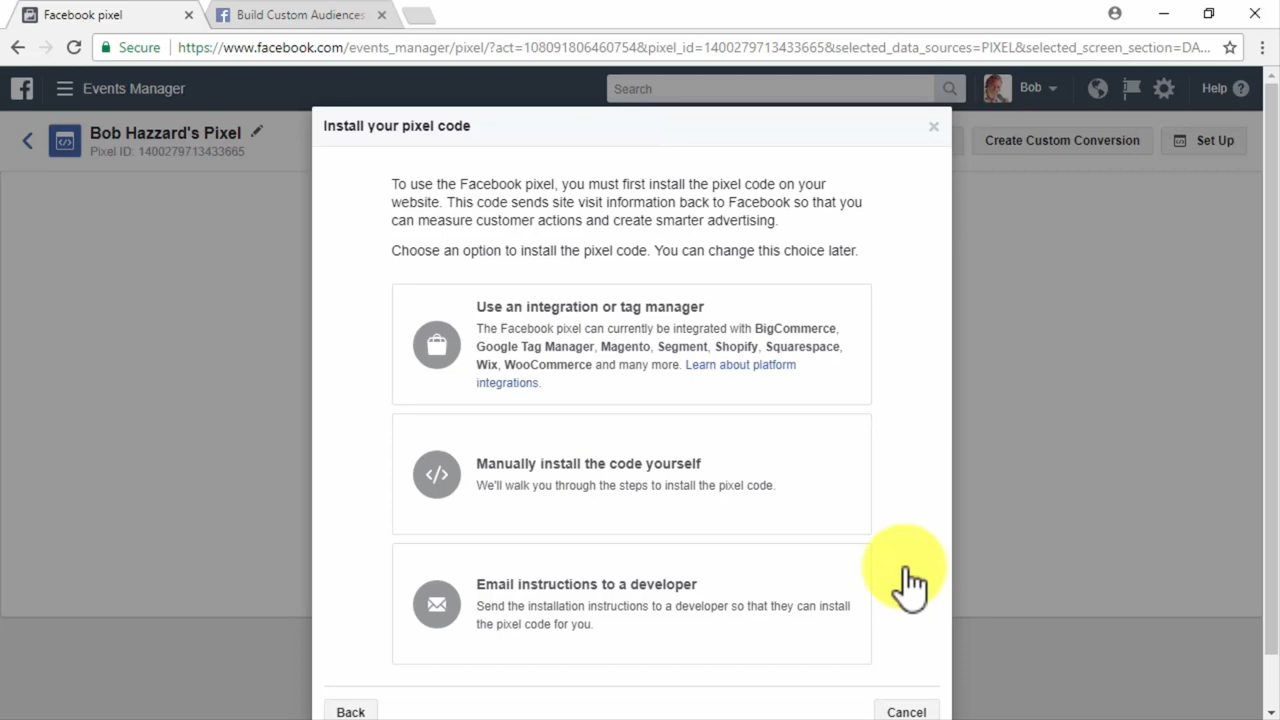 Facebook pixel
Build Custom Audiences
Secure
https://www.facebook.com/events_manager/pixel/?act=1080918064607548&pixel_id=1400279713433665&selected_data_sources=PIXEL&selected_screen_section=DA...
Events Manager
Search
Bob
Help
Bob Hazzard's Pixel
Pixel ID: 1400279713433665
Create Custom Conversion
Set Up
Install your pixel code
To use the Facebook pixel, you must first install the pixel code on your
website. This code sends site visit information back to Facebook so that you
can measure customer actions and create smarter advertising.
Choose an option to install the pixel code. You can change this choice later.
Use an integration or tag manager
The Facebook pixel can currently be integrated with BigCommerce,
Google Tag Manager, Magento, Segment, Shopify, Squarespace,
Wix, WooCommerce and many more. Learn about platform
integrations.
Manually install the code yourself
We'll walk you through the steps to install the pixel code.
Email instructions to a developer
Send the installation instructions to a developer so that they can install
the pixel code for you.
Back
Cancel